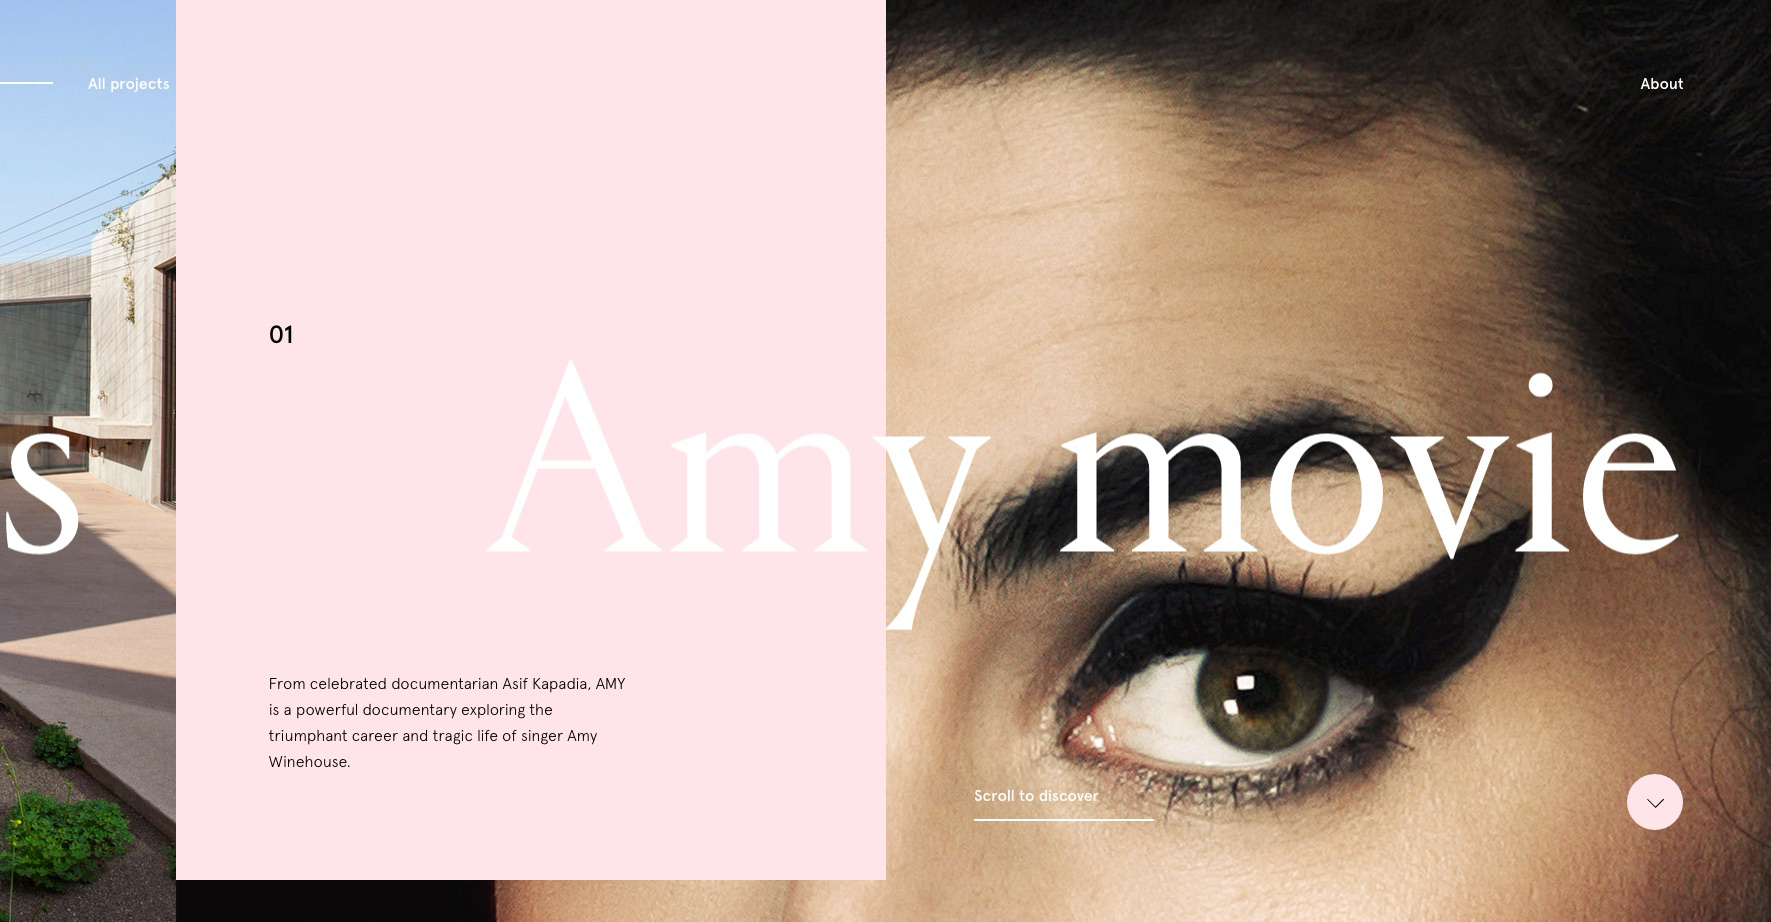 All projects
About
01
s
Amy movie
From celebrated documentarian Asif Kapadia, AMY
is a powerful documentary exploring the
triumphant career and tragic life of singer Amy
Winehouse.
Scroll to discover